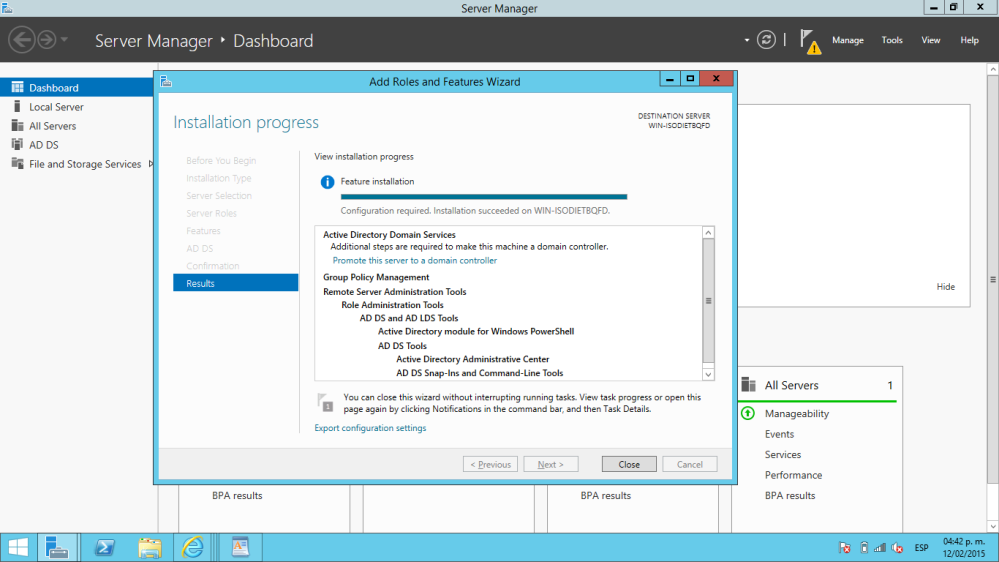 Server Manager
Server Manager ‣ Dashboard
Manage
Tools
View
Help
Dashboard
Local Server
All Servers
AD DS
File and Storage Services
Add Roles and Features Wizard
Installation progress
DESTINATION SERVER
WIN-ISODIETBQFD
Before You Begin
Installation Type
Server Selection
Server Roles
Features
AD DS
Confirmation
Results
View installation progress
Feature installation
Configuration required. Installation succeeded on WIN-ISODIETBQFD.
Active Directory Domain Services
Additional steps are required to make this machine a domain controller.
Promote this server to a domain controller
Group Policy Management
Remote Server Administration Tools
Role Administration Tools
AD DS and AD LDS Tools
Active Directory module for Windows PowerShell
AD DS Tools
Active Directory Administrative Center
AD DS Snap-Ins and Command-Line Tools
1
You can close this wizard without interrupting running tasks. View task progress or open this
page again by clicking Notifications in the command bar, and then Task Details.
Export configuration settings
< Previous
Next >
Close
Cancel
Hide
All Servers 1
Manageability
Events
Services
Performance
BPA results
BPA results
BPA results
ESP
04:42 p. m.
12/02/2015